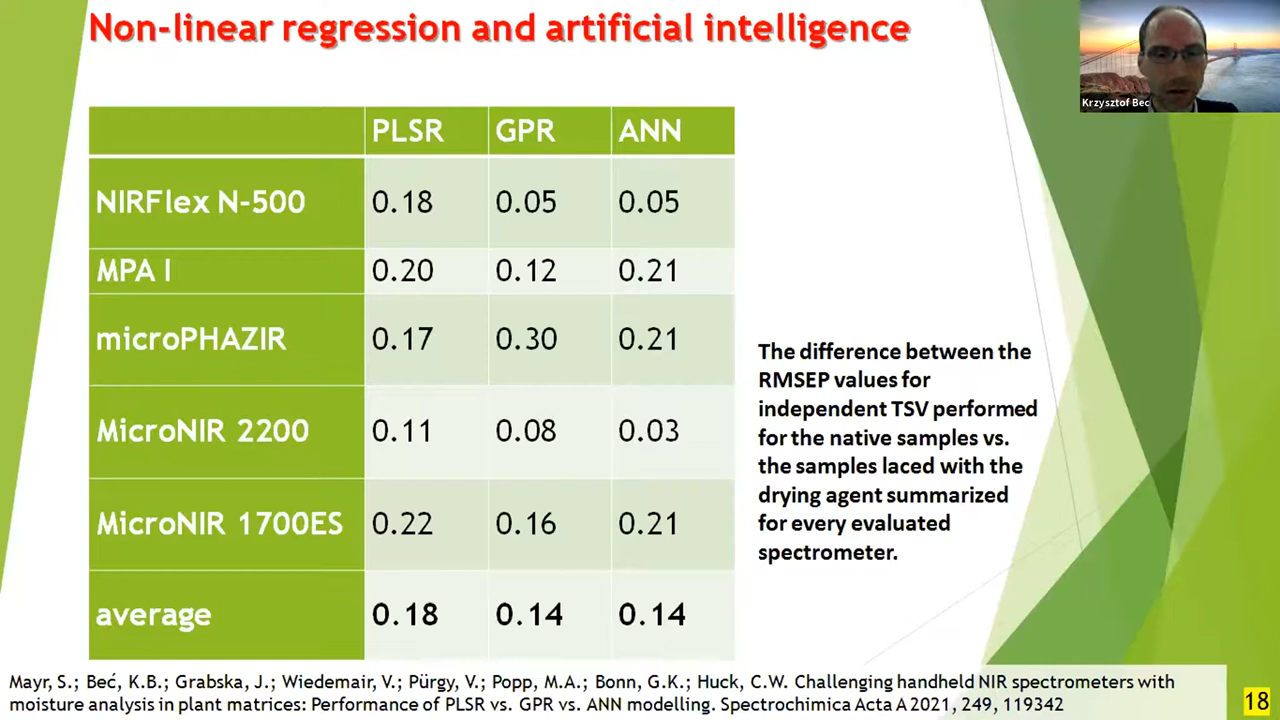 Non-linear regression and artificial intelligence
Krzysztof Bec
PLSR GPR ANN
NIRFlex N-500 0.18 0.05 0.05
MPA I 0.20 0.12 0.21
microPHAZIR 0.17 0.30 0.21
MicroNIR 2200 0.11 0.08 0.03
MicroNIR 1700ES 0.22 0.16 0.21
average 0.18 0.14 0.14
The difference between the
RMSEP values for
independent TSV performed
for the native samples vs.
the samples laced with the
drying agent summarized
for every evaluated
spectrometer.
Mayr, S.; Beć, K.B.; Grabska, J.; Wiedemair, V.; Pürgy, V.; Popp, M.A.; Bonn, G.K.; Huck, C.W. Challenging handheld NIR spectrometers with
moisture analysis in plant matrices: Performance of PLSR vs. GPR vs. ANN modelling. Spectrochimica Acta A 2021, 249, 119342
18